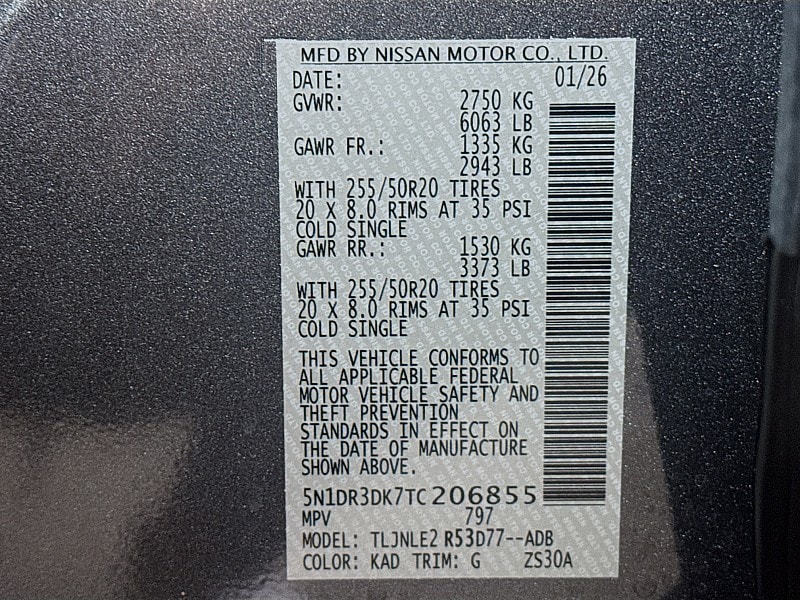 MFD BY NISSAN MOTOR CO., LTD.
DATE: 01/26
GVWR: 2750 KG
6063 LB
GAWR FR.: 1335 KG
2943 LB
WITH 255/50R20 TIRES
20 X 8.0 RIMS AT 35 PSI
COLD SINGLE
GAWR RR.: 1530 KG
3373 LB
WITH 255/50R20 TIRES
20 X 8.0 RIMS AT 35 PSI
COLD SINGLE
THIS VEHICLE CONFORMS TO
ALL APPLICABLE FEDERAL
MOTOR VEHICLE SAFETY AND
THEFT PREVENTION
STANDARDS IN EFFECT ON
THE DATE OF MANUFACTURE
SHOWN ABOVE.
5N1DR3DK7TC206855
MPV 797
MODEL: TLJNLE2 R53D77--ADB
COLOR: KAD TRIM: G ZS30A